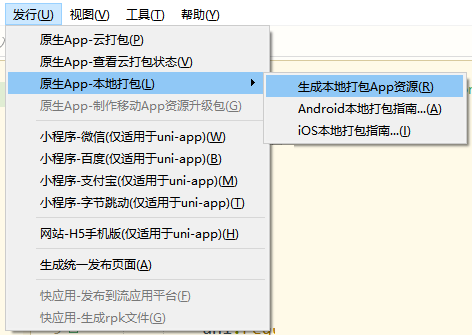 发行(U) 视图(V) 工具(T) 帮助(Y)
原生App-云打包(P)
原生App-查看云打包状态(V)
原生App-本地打包(L)
生成本地打包App资源(R)
Android本地打包指南...(A)
iOS本地打包指南...(I)
原生App-制作移动App资源升级包(G)
小程序-微信(仅适用于uni-app)(W)
小程序-百度(仅适用于uni-app)(B)
小程序-支付宝(仅适用于uni-app)(M)
小程序-字节跳动(仅适用于uni-app)(T)
网站-H5手机版(仅适用于uni-app)(H)
生成统一发布页面(A)
快应用-发布到流应用平台(F)
快应用-生成rpk文件(G)